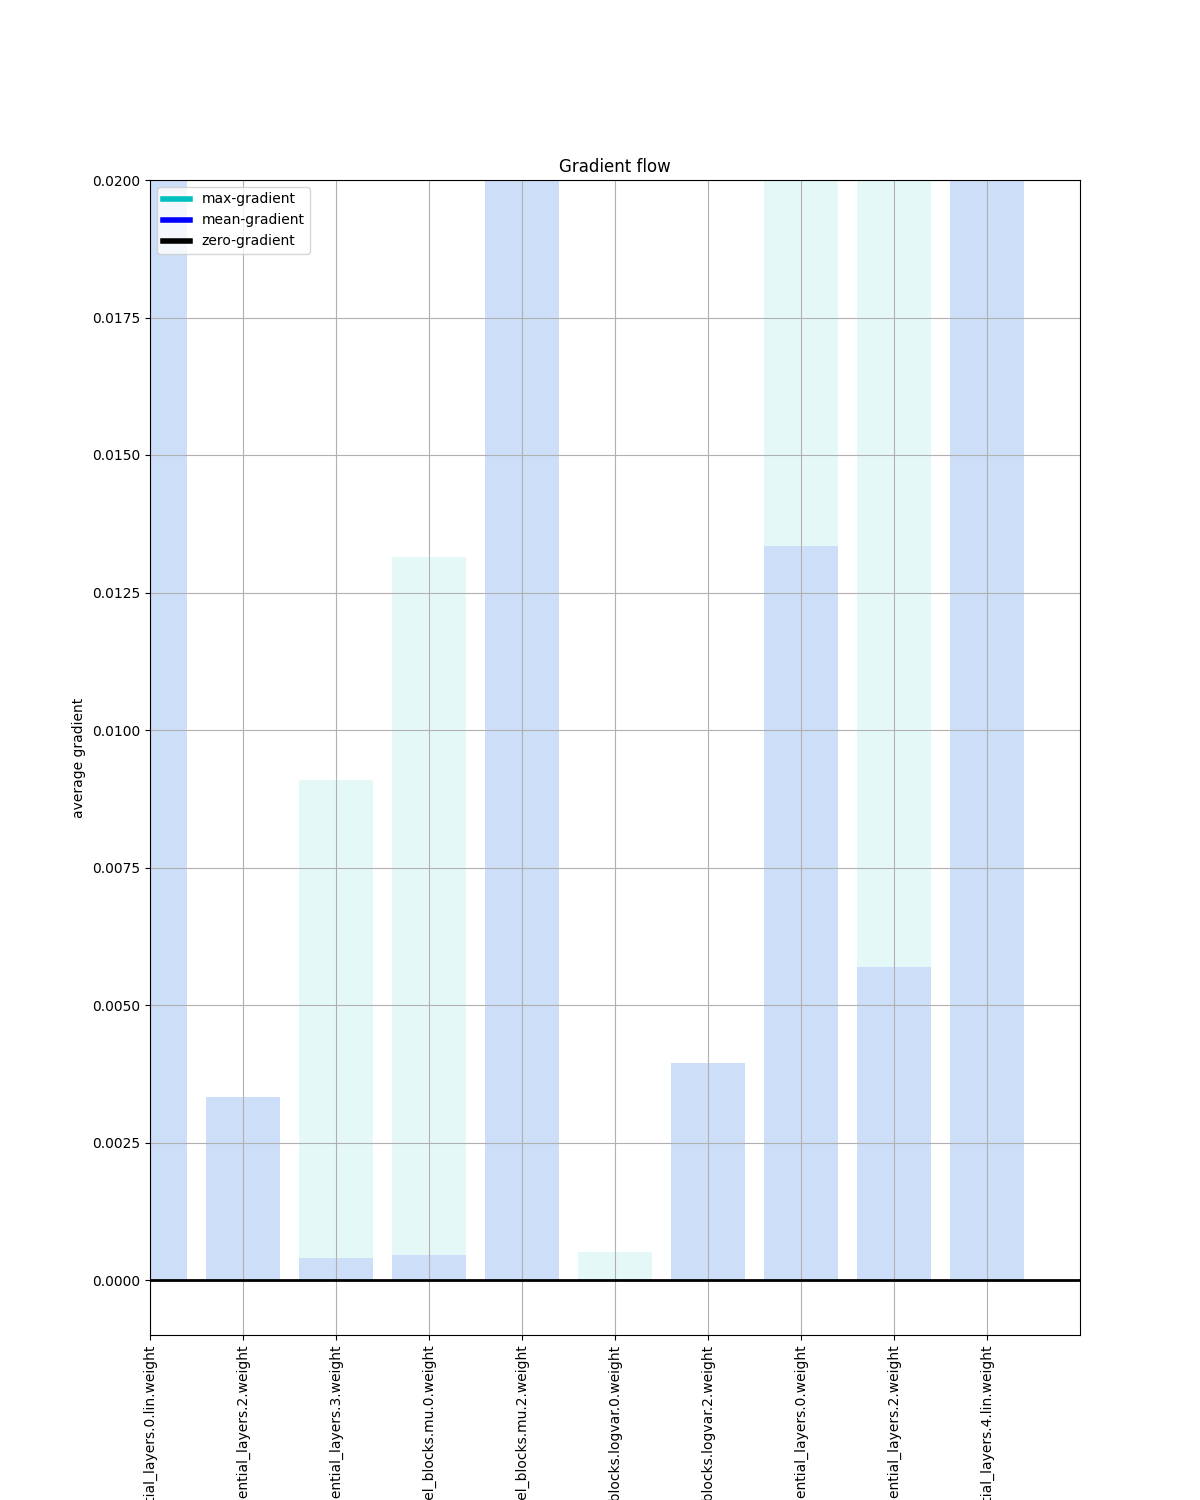 Gradient flow
max-gradient
mean-gradient
zero-gradient
0.0200
0.0175
0.0150
0.0125
0.0100
0.0075
0.0050
0.0025
0.0000
average gradient
tial_layers.0.lin.weight
ential_layers.2.weight
ential_layers.3.weight
el_blocks.mu.0.weight
el_blocks.mu.2.weight
blocks.logvar.0.weight
blocks.logvar.2.weight
ential_layers.0.weight
ential_layers.2.weight
tial_layers.4.lin.weight